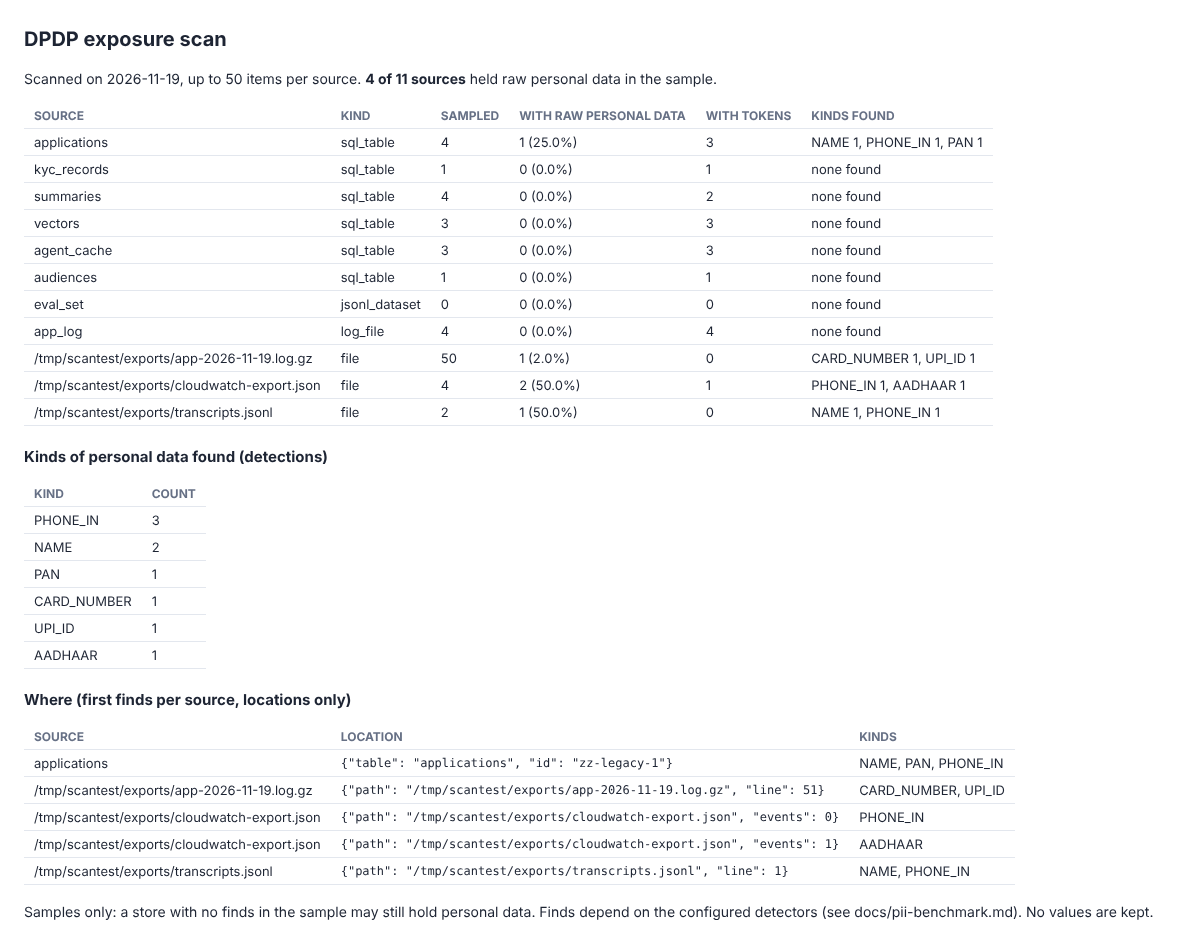 DPDP exposure scan
Scanned on 2026-11-19, up to 50 items per source. 4 of 11 sources held raw personal data in the sample.
SOURCE KIND SAMPLED WITH RAW PERSONAL DATA WITH TOKENS KINDS FOUND
applications sql_table 4 1 (25.0%) 3 NAME 1, PHONE_IN 1, PAN 1
kyc_records sql_table 1 0 (0.0%) 1 none found
summaries sql_table 4 0 (0.0%) 2 none found
vectors sql_table 3 0 (0.0%) 3 none found
agent_cache sql_table 3 0 (0.0%) 3 none found
audiences sql_table 1 0 (0.0%) 1 none found
eval_set jsonl_dataset 0 0 (0.0%) 0 none found
app_log log_file 4 0 (0.0%) 4 none found
/tmp/scantest/exports/app-2026-11-19.log.gz file 50 1 (2.0%) 0 CARD_NUMBER 1, UPI_ID 1
/tmp/scantest/exports/cloudwatch-export.json file 4 2 (50.0%) 1 PHONE_IN 1, AADHAAR 1
/tmp/scantest/exports/transcripts.jsonl file 2 1 (50.0%) 0 NAME 1, PHONE_IN 1
Kinds of personal data found (detections)
KIND COUNT
PHONE_IN 3
NAME 2
PAN 1
CARD_NUMBER 1
UPI_ID 1
AADHAAR 1
Where (first finds per source, locations only)
SOURCE LOCATION KINDS
applications {"table": "applications", "id": "zz-legacy-1"} NAME, PAN, PHONE_IN
/tmp/scantest/exports/app-2026-11-19.log.gz {"path": "/tmp/scantest/exports/app-2026-11-19.log.gz", "line": 51} CARD_NUMBER, UPI_ID
/tmp/scantest/exports/cloudwatch-export.json {"path": "/tmp/scantest/exports/cloudwatch-export.json", "events": 0} PHONE_IN
/tmp/scantest/exports/cloudwatch-export.json {"path": "/tmp/scantest/exports/cloudwatch-export.json", "events": 1} AADHAAR
/tmp/scantest/exports/transcripts.jsonl {"path": "/tmp/scantest/exports/transcripts.jsonl", "line": 1} NAME, PHONE_IN
Samples only: a store with no finds in the sample may still hold personal data. Finds depend on the configured detectors (see docs/pii-benchmark.md). No values are kept.